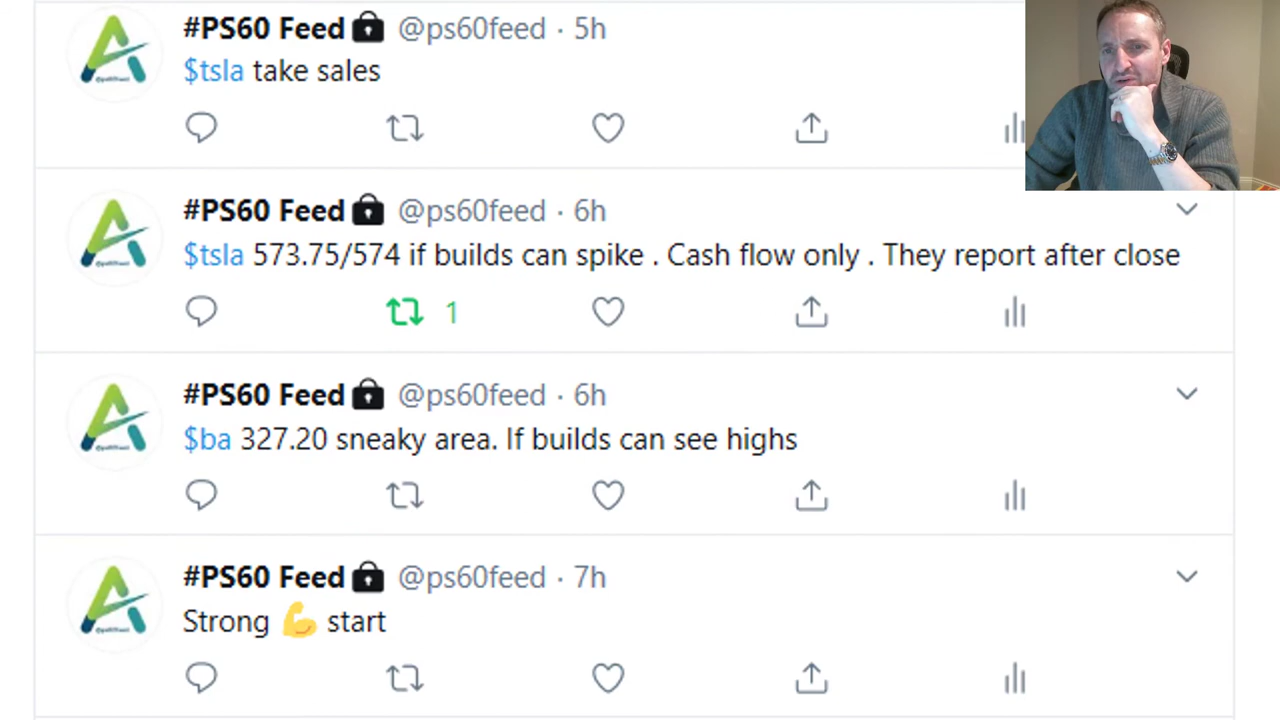 #PS60 Feed🔒 @ps60feed · 5h
$tsla take sales
#PS60 Feed🔒 @ps60feed · 6h
$tsla 573.75/574 if builds can spike . Cash flow only . They report after close
1
#PS60 Feed🔒 @ps60feed · 6h
$ba 327.20 sneaky area. If builds can see highs
#PS60 Feed🔒 @ps60feed · 7h
Strong 💪 start